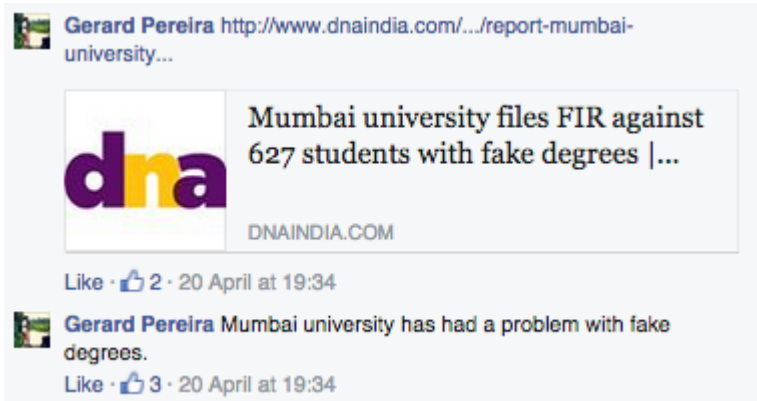 Gerard Pereira http://www.dnaindia.com/.../report-mumbai-
university...
dna
Mumbai university files FIR against
627 students with fake degrees |...
DNAINDIA.COM
Like · 2 · 20 April at 19:34
Gerard Pereira Mumbai university has had a problem with fake
degrees.
Like · 3 · 20 April at 19:34